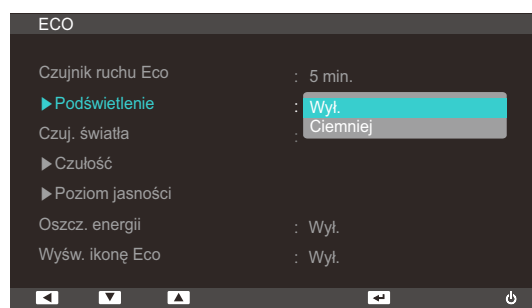 ECO
Czujnik ruchu Eco : 5 min.
▶Podświetlenie : Wył.
Ciemniej
Czuj. światła :
▶Czułość
▶Poziom jasności
Oszcz. energii : Wył.
Wyśw. ikonę Eco : Wył.